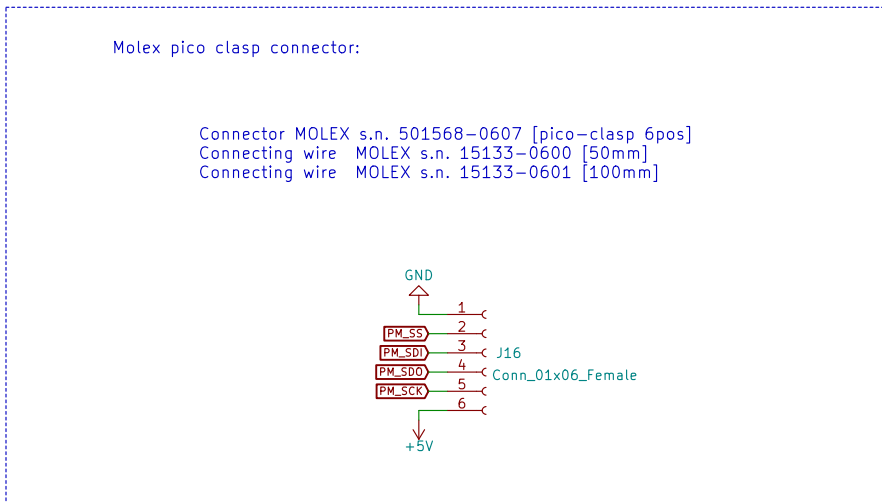 Molex pico clasp connector:
Connector MOLEX s.n. 501568-0607 [pico-clasp 6pos]
Connecting wire  MOLEX s.n. 15133-0600 [50mm]
Connecting wire  MOLEX s.n. 15133-0601 [100mm]
GND
1
PM_SS 2
PM_SDI 3 J16
PM_SDO 4 Conn_01x06_Female
PM_SCK 5
6
+5V